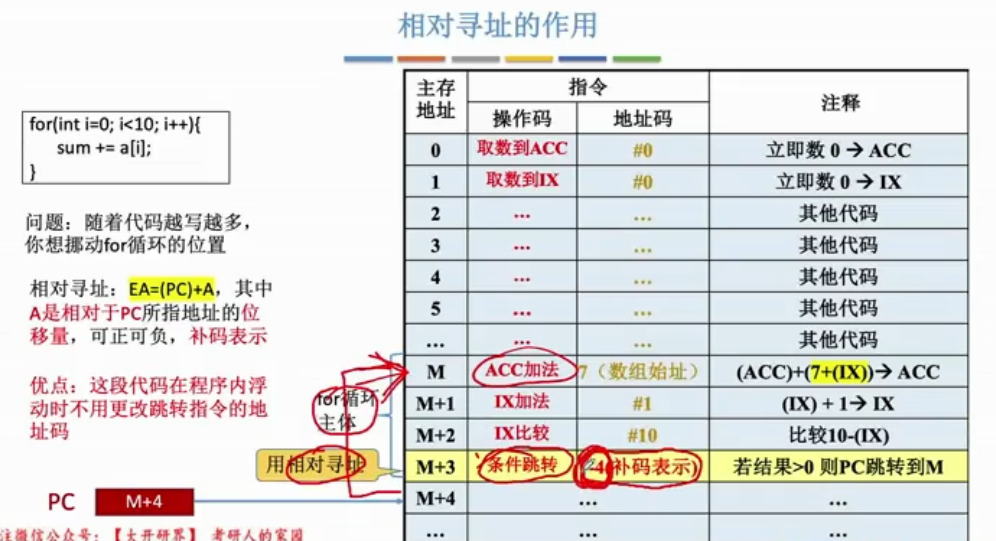 相对寻址的作用
for(int i=0; i<10; i++){
sum += a[i];
}
问题：随着代码越写越多，
你想挪动for循环的位置
相对寻址：EA=(PC)+A，其中
A是相对于PC所指地址的位
移量，可正可负，补码表示
优点：这段代码在程序内浮
动时不用更改跳转指令的地
址码
for循环
主体
用相对寻址
PC M+4
主存地址 指令 注释
操作码 地址码
0 取数到ACC #0 立即数 0 → ACC
1 取数到IX #0 立即数 0 → IX
2 ... ... 其他代码
3 ... ... 其他代码
4 ... ... 其他代码
5 ... ... 其他代码
... ... ... 其他代码
M ACC加法 7（数组始址） (ACC)+(7+(IX))→ ACC
M+1 IX加法 #1 (IX) + 1→ IX
M+2 IX比较 #10 比较10-(IX)
M+3 条件跳转 4(补码表示) 若结果>0 则PC跳转到M
M+4 ... ...
... ... ...
注微信公众号：【大开研界】 考研人的家园